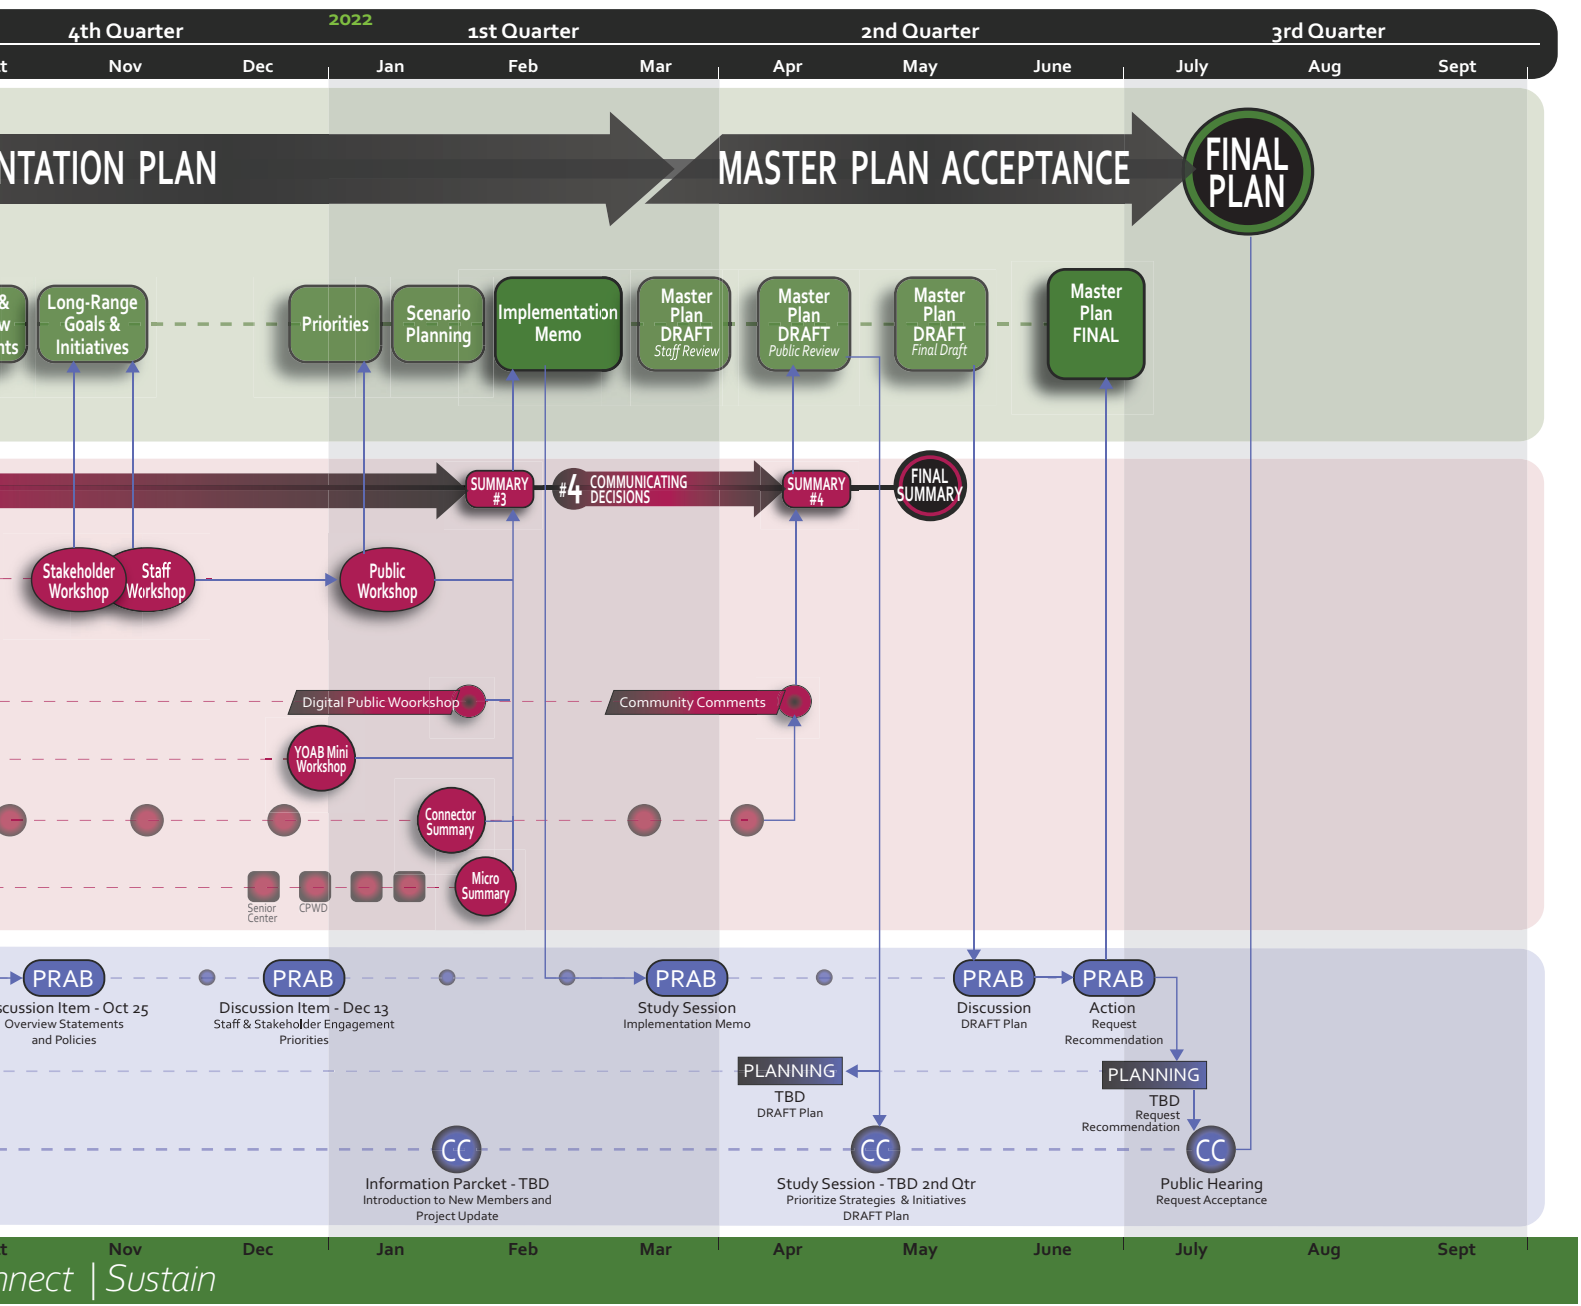 2022
4th Quarter 1st Quarter 2nd Quarter 3rd Quarter
t Nov Dec Jan Feb Mar Apr May June July Aug Sept
NTATION PLAN
MASTER PLAN ACCEPTANCE
FINAL
PLAN
&
w
nts
Long-Range
Goals &
Initiatives
Priorities
Scenario
Planning
Implementation
Memo
Master
Plan
DRAFT
Staff Review
Master
Plan
DRAFT
Public Review
Master
Plan
DRAFT
Final Draft
Master
Plan
FINAL
SUMMARY
#3
#4 COMMUNICATING
DECISIONS
SUMMARY
#4
FINAL
SUMMARY
Stakeholder
Workshop
Staff
Workshop
Public
Workshop
Digital Public Woorkshop
Community Comments
YOAB Mini
Workshop
Connector
Summary
Micro
Summary
Senior
Center
CPWD
PRAB
scussion Item - Oct 25
Overview Statements
and Policies
PRAB
Discussion Item - Dec 13
Staff & Stakeholder Engagement
Priorities
PRAB
Study Session
Implementation Memo
PRAB
Discussion
DRAFT Plan
PRAB
Action
Request
Recommendation
PLANNING
TBD
DRAFT Plan
PLANNING
TBD
Request
Recommendation
CC
Information Parcket - TBD
Introduction to New Members and
Project Update
CC
Study Session - TBD 2nd Qtr
Prioritize Strategies & Initiatives
DRAFT Plan
CC
Public Hearing
Request Acceptance
t Nov Dec Jan Feb Mar Apr May June July Aug Sept
nnect | Sustain